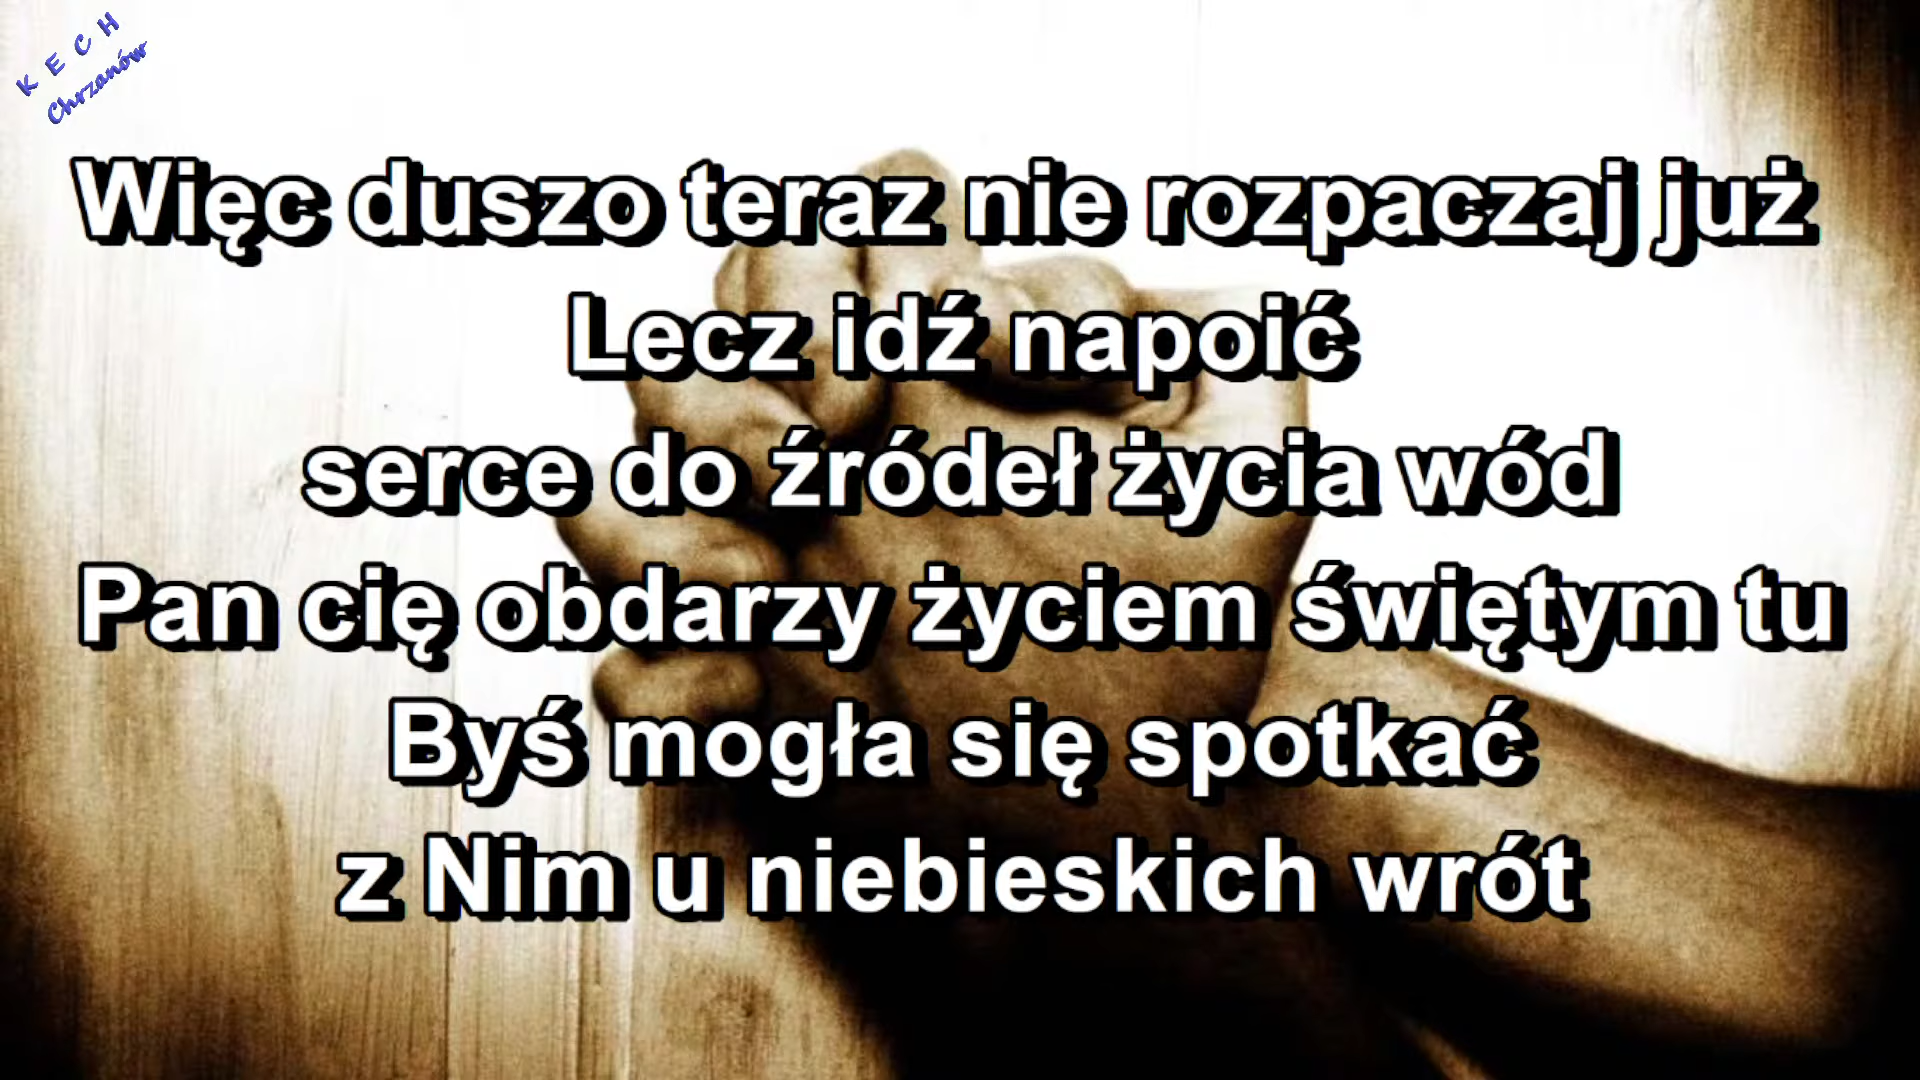 K E C H
Chrzanów
Więc duszo teraz nie rozpaczaj już
Lecz idź napoić
serce do źródeł życia wód
Pan cię obdarzy życiem świętym tu
Byś mogła się spotkać
z Nim u niebieskich wrót